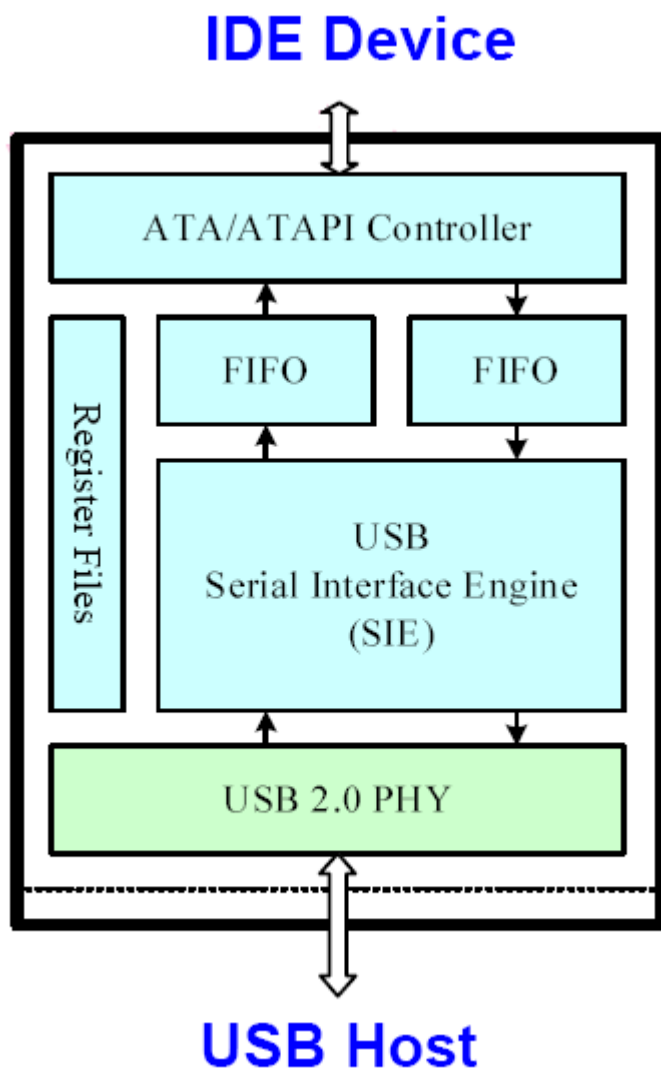 IDE Device
ATA/ATAPI Controller
FIFO
FIFO
Register Files
USB
Serial Interface Engine
(SIE)
USB 2.0 PHY
USB Host